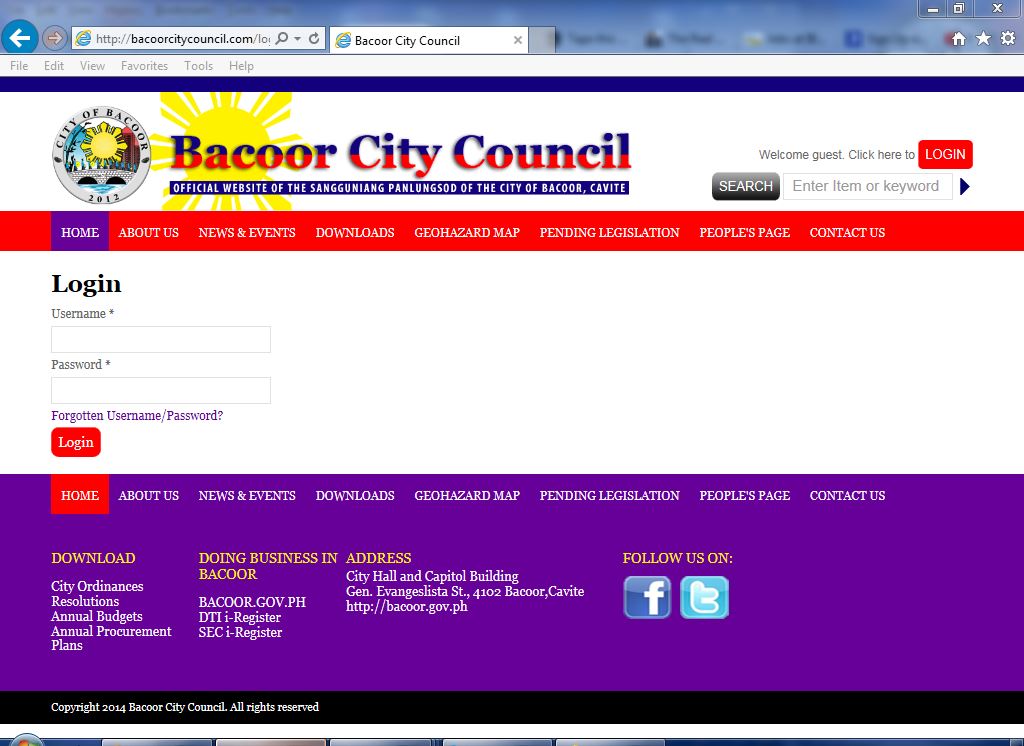 http://bacoorcitycouncil.com/log
Bacoor City Council
File Edit View Favorites Tools Help
CITY OF BACOOR
2012
Bacoor City Council
OFFICIAL WEBSITE OF THE SANGGUNIANG PANLUNGSOD OF THE CITY OF BACOOR, CAVITE
Welcome guest. Click here to LOGIN
SEARCH Enter Item or keyword
HOME ABOUT US NEWS & EVENTS DOWNLOADS GEOHAZARD MAP PENDING LEGISLATION PEOPLE'S PAGE CONTACT US
Login
Username *
Password *
Forgotten Username/Password?
Login
HOME ABOUT US NEWS & EVENTS DOWNLOADS GEOHAZARD MAP PENDING LEGISLATION PEOPLE'S PAGE CONTACT US
DOWNLOAD
City Ordinances
Resolutions
Annual Budgets
Annual Procurement
Plans
DOING BUSINESS IN
BACOOR
BACOOR.GOV.PH
DTI i-Register
SEC i-Register
ADDRESS
City Hall and Capitol Building
Gen. Evangeslista St., 4102 Bacoor,Cavite
http://bacoor.gov.ph
FOLLOW US ON:
Copyright 2014 Bacoor City Council. All rights reserved